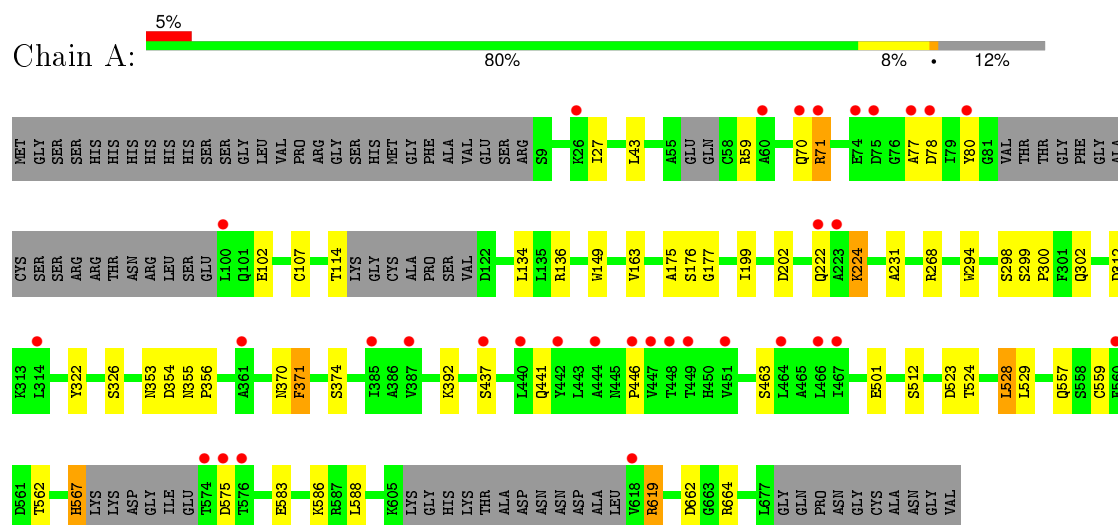 5%
Chain A:
80% 8% • 12%
MET GLY SER SER HIS HIS HIS HIS HIS HIS SER SER GLY LEU VAL PRO ARG GLY SER HIS MET GLY PHE ALA VAL GLU SER ARG S9 K26 I27 L43 A55 GLU GLN C58 R59 A60 Q70 R71 E74 D75 G76 A77 D78 I79 Y80 G81 VAL THR THR GLY PHE GLY ALA
CYS SER SER ARG ARG THR ASN ARG LEU SER GLU L100 Q101 E102 C107 T114 LYS GLY CYS ALA PRO SER VAL D122 L134 L135 R136 W149 V163 A175 S176 G177 I199 D202 Q222 A223 K224 A231 R268 W294 S298 S299 P300 F301 Q302 D312
K313 L314 Y322 S326 N353 D354 N355 P356 A361 N370 F371 S374 I385 A386 V387 K392 S437 L440 Q441 Y442 L443 A444 N445 P446 V447 T448 T449 H450 V451 S463 L464 A465 L466 I467 E501 S512 D523 T524 L528 L529 Q557 S558 C559 E560
D561 T562 H567 LYS LYS ASP GLY ILE GLU T574 D575 T576 E583 K586 R587 L588 K605 LYS GLY HIS LYS THR ALA ASP ASN ASN ASP ALA LEU V618 R619 D662 G663 R664 L677 GLY GLN PRO ASN GLY CYS ALA ASN GLY VAL